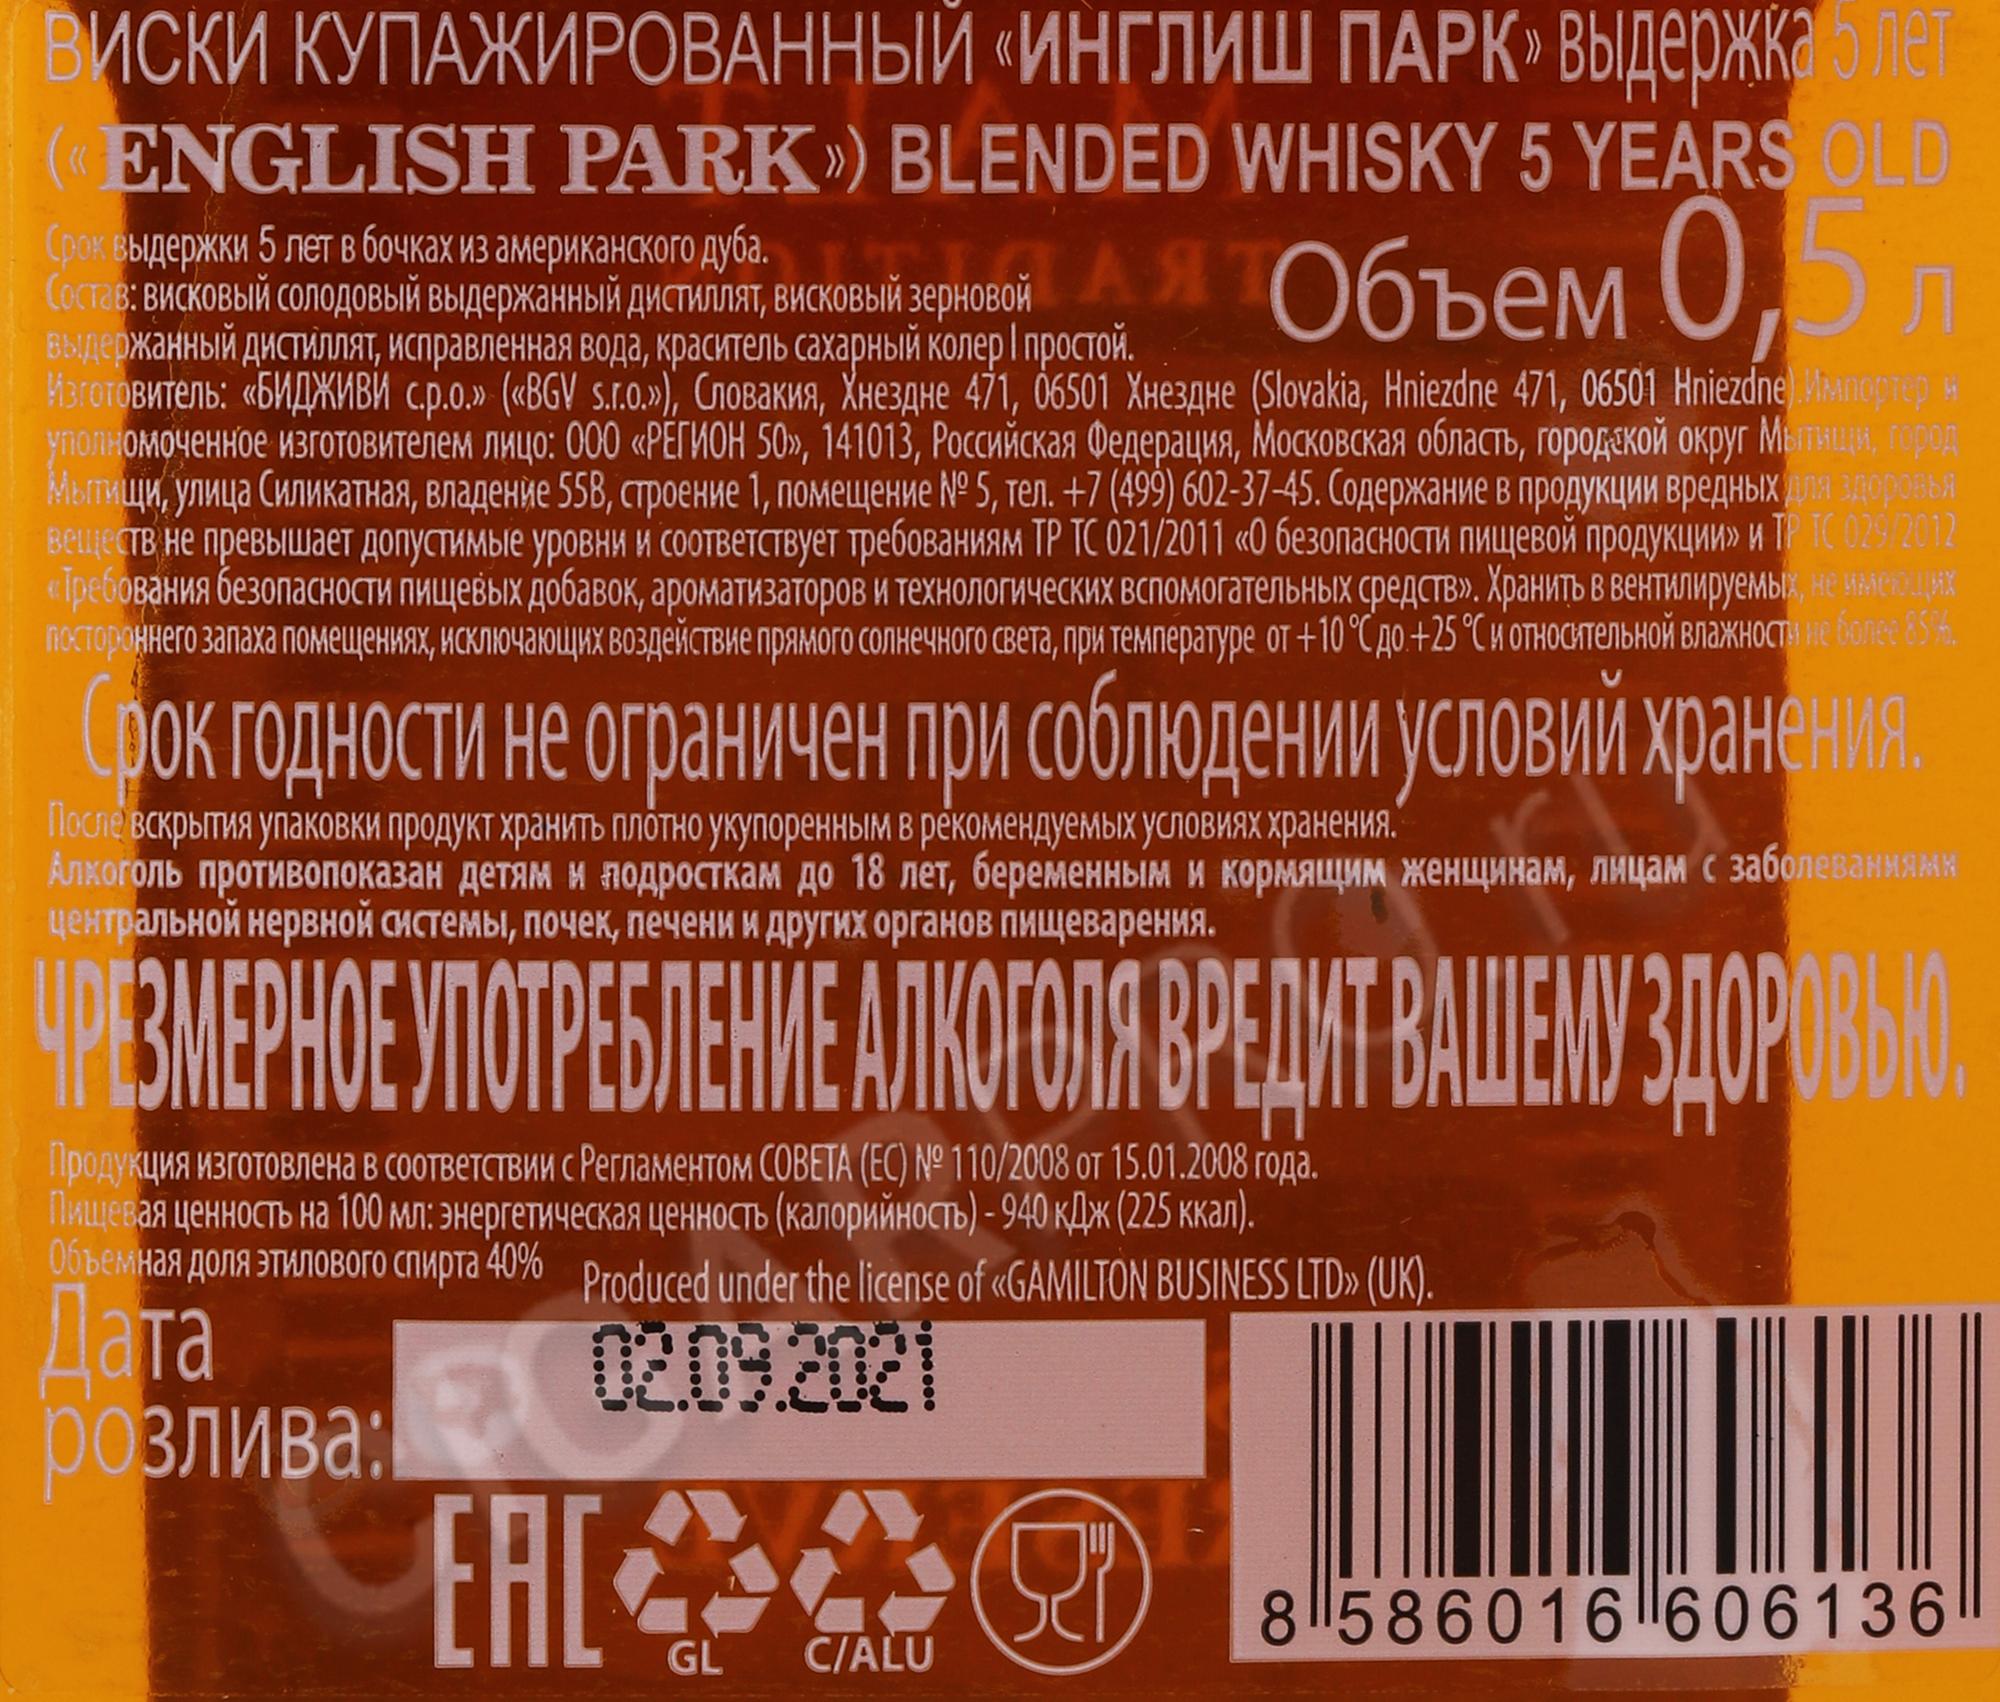 ВИСКИ КУПАЖИРОВАННЫЙ «ИНГЛИШ ПАРК» выдержка 5 лет
(«ENGLISH PARK») BLENDED WHISKY 5 YEARS OLD
Срок выдержки 5 лет в бочках из американского дуба.
Состав: висковый солодовый выдержанный дистиллят, висковый зерновой
выдержанный дистиллят, исправленная вода, краситель сахарный колер I простой.
Объем 0,5 л
Изготовитель: «БИДЖИВИ с.р.о.» («BGV s.r.o.»), Словакия, Хнездне 471, 06501 Хнездне (Slovakia, Hniezdne 471, 06501 Hniezdne).Импортер и
уполномоченное изготовителем лицо: ООО «РЕГИОН 50», 141013, Российская Федерация, Московская область, городской округ Мытищи, город
Мытищи, улица Силикатная, владение 55В, строение 1, помещение № 5, тел. +7 (499) 602-37-45. Содержание в продукции вредных для здоровья
веществ не превышает допустимые уровни и соответствует требованиям ТР ТС 021/2011 «О безопасности пищевой продукции» и ТР ТС 029/2012
«Требования безопасности пищевых добавок, ароматизаторов и технологических вспомогательных средств». Хранить в вентилируемых, не имеющих
постороннего запаха помещениях, исключающих воздействие прямого солнечного света, при температуре от +10 °C до +25 °C и относительной влажности не более 85%.
Срок годности не ограничен при соблюдении условий хранения.
После вскрытия упаковки продукт хранить плотно укупоренным в рекомендуемых условиях хранения.
Алкоголь противопоказан детям и подросткам до 18 лет, беременным и кормящим женщинам, лицам с заболеваниями
центральной нервной системы, почек, печени и других органов пищеварения.
ЧРЕЗМЕРНОЕ УПОТРЕБЛЕНИЕ АЛКОГОЛЯ ВРЕДИТ ВАШЕМУ ЗДОРОВЬЮ.
Продукция изготовлена в соответствии с Регламентом СОВЕТА (ЕС) № 110/2008 от 15.01.2008 года.
Пищевая ценность на 100 мл: энергетическая ценность (калорийность) - 940 кДж (225 ккал).
Объемная доля этилового спирта 40%
Produced under the license of «GAMILTON BUSINESS LTD» (UK).
Дата
розлива:
02.09.2021
EAC
GL
C/ALU
8 586016 606136